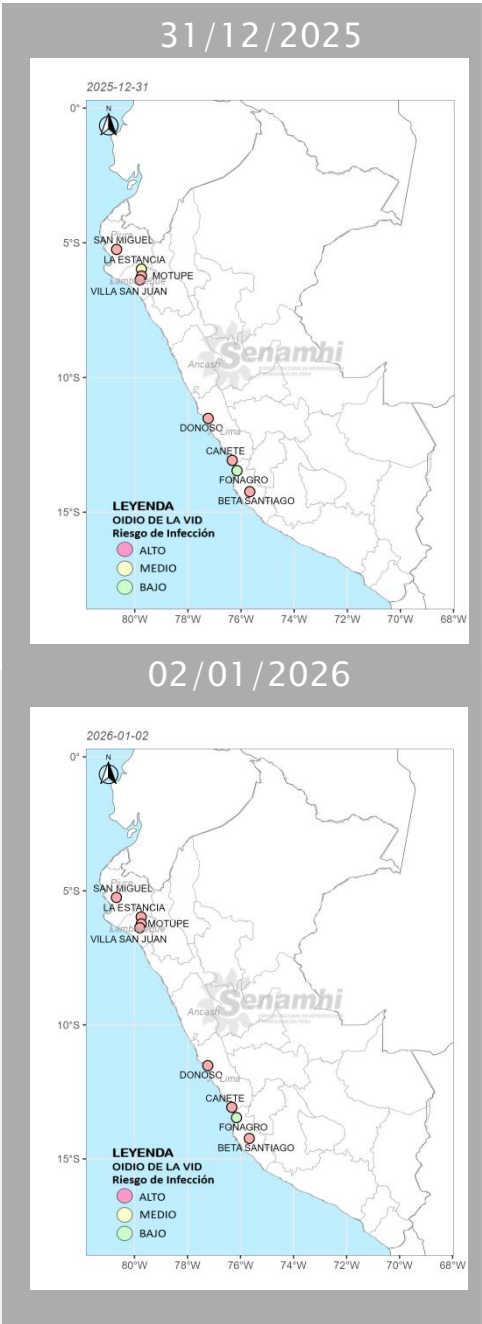 31/12/2025
2025-12-31
N
0°
5°S
10°S
15°S
Piura
SAN MIGUEL
LA ESTANCIA
MOTUPE
VILLA SAN JUAN
Senamhi
Ancash
DONOSO
Lima
CANETE
FONAGRO
BETA SANTIAGO
LEYENDA
OIDIO DE LA VID
Riesgo de Infección
ALTO
MEDIO
BAJO
80°W 78°W 76°W 74°W 72°W 70°W 68°W
02/01/2026
2026-01-02
N
0°
5°S
10°S
15°S
Piura
SAN MIGUEL
LA ESTANCIA
MOTUPE
VILLA SAN JUAN
Senamhi
Ancash
DONOSO
Lima
CANETE
FONAGRO
BETA SANTIAGO
LEYENDA
OIDIO DE LA VID
Riesgo de Infección
ALTO
MEDIO
BAJO
80°W 78°W 76°W 74°W 72°W 70°W 68°W